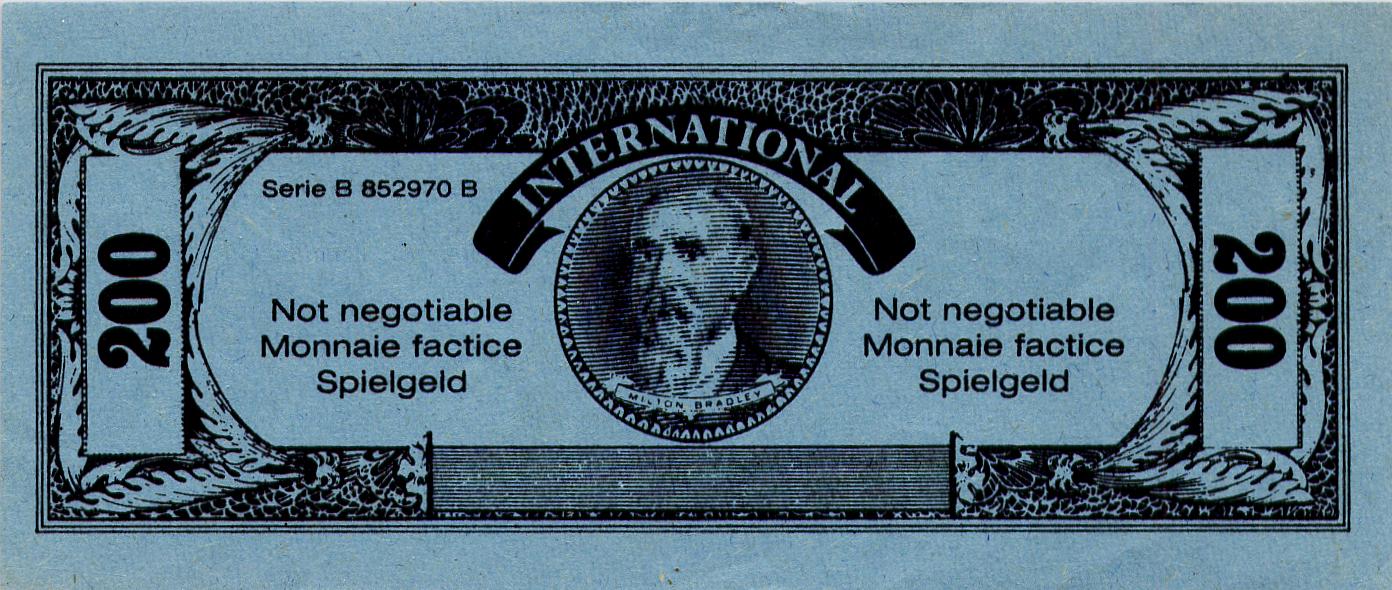 INTERNATIONAL
Serie B 852970 B
200
200
Not negotiable
Monnaie factice
Spielgeld
Not negotiable
Monnaie factice
Spielgeld
MILTON BRADLEY